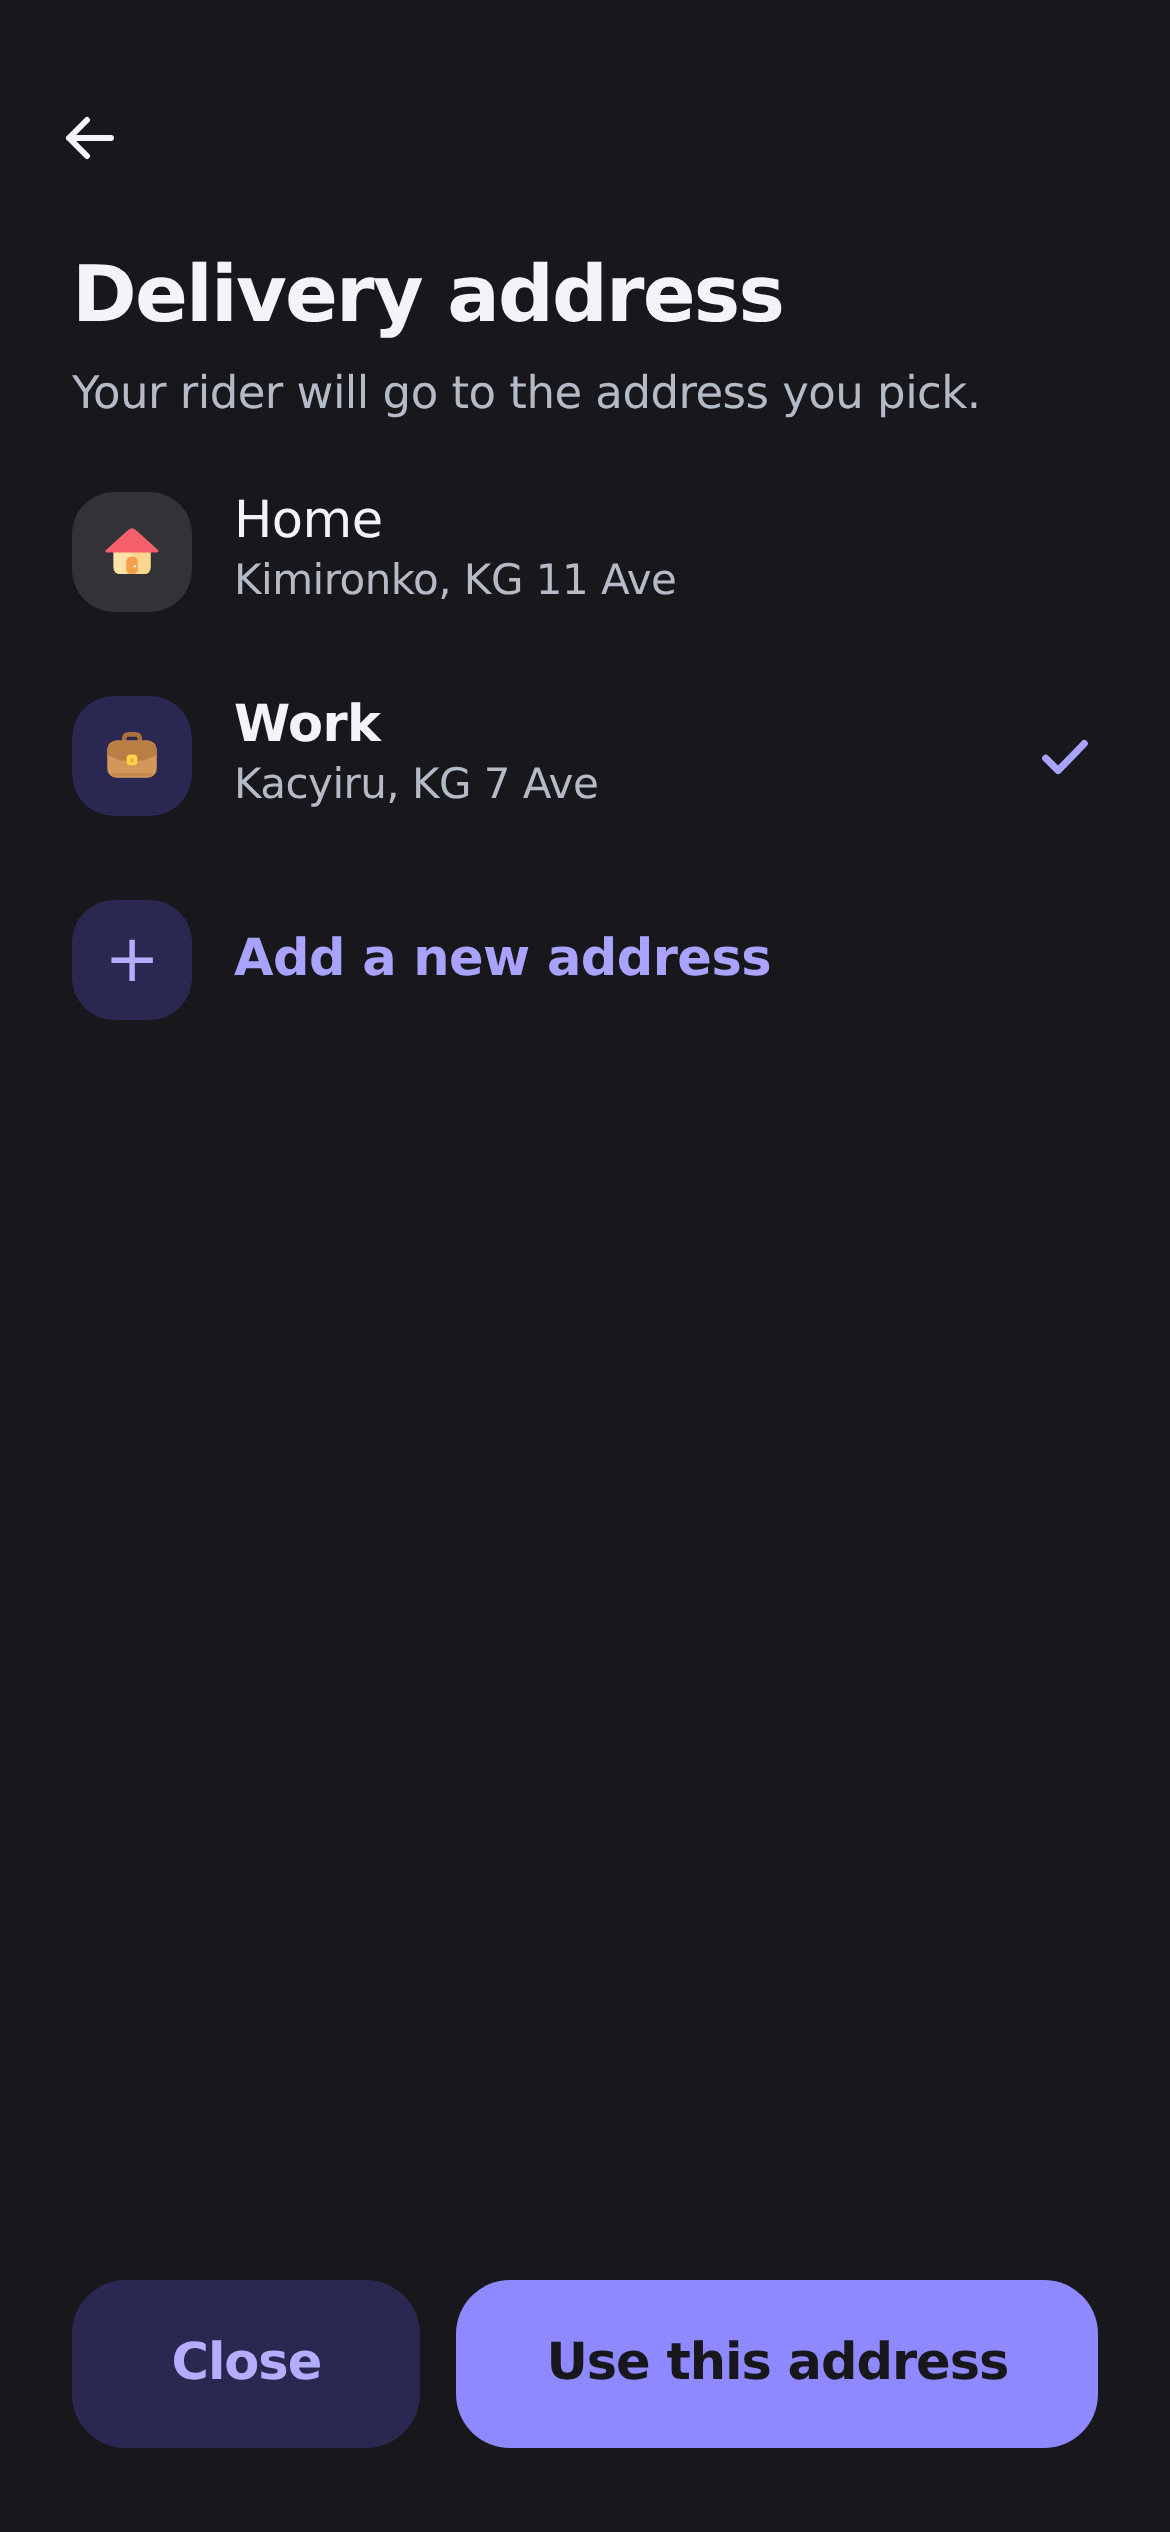 Delivery address
Your rider will go to the address you pick.
Home
Kimironko, KG 11 Ave
Work
Kacyiru, KG 7 Ave
Add a new address
Close
Use this address